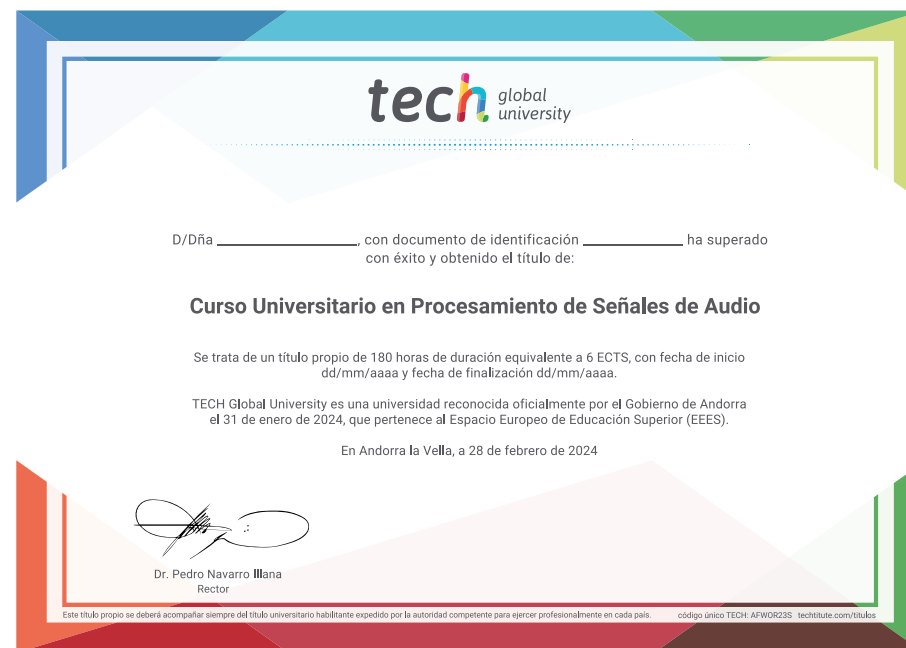 tech global university
D/Dña ____________________, con documento de identificación ______________ ha superado
con éxito y obtenido el título de:
Curso Universitario en Procesamiento de Señales de Audio
Se trata de un título propio de 180 horas de duración equivalente a 6 ECTS, con fecha de inicio
dd/mm/aaaa y fecha de finalización dd/mm/aaaa.
TECH Global University es una universidad reconocida oficialmente por el Gobierno de Andorra
el 31 de enero de 2024, que pertenece al Espacio Europeo de Educación Superior (EEES).
En Andorra la Vella, a 28 de febrero de 2024
Dr. Pedro Navarro Illana
Rector
Este título propio se deberá acompañar siempre del título universitario habilitante expedido por la autoridad competente para ejercer profesionalmente en cada país. código único TECH: AFWOR23S techtitute.com/titulos